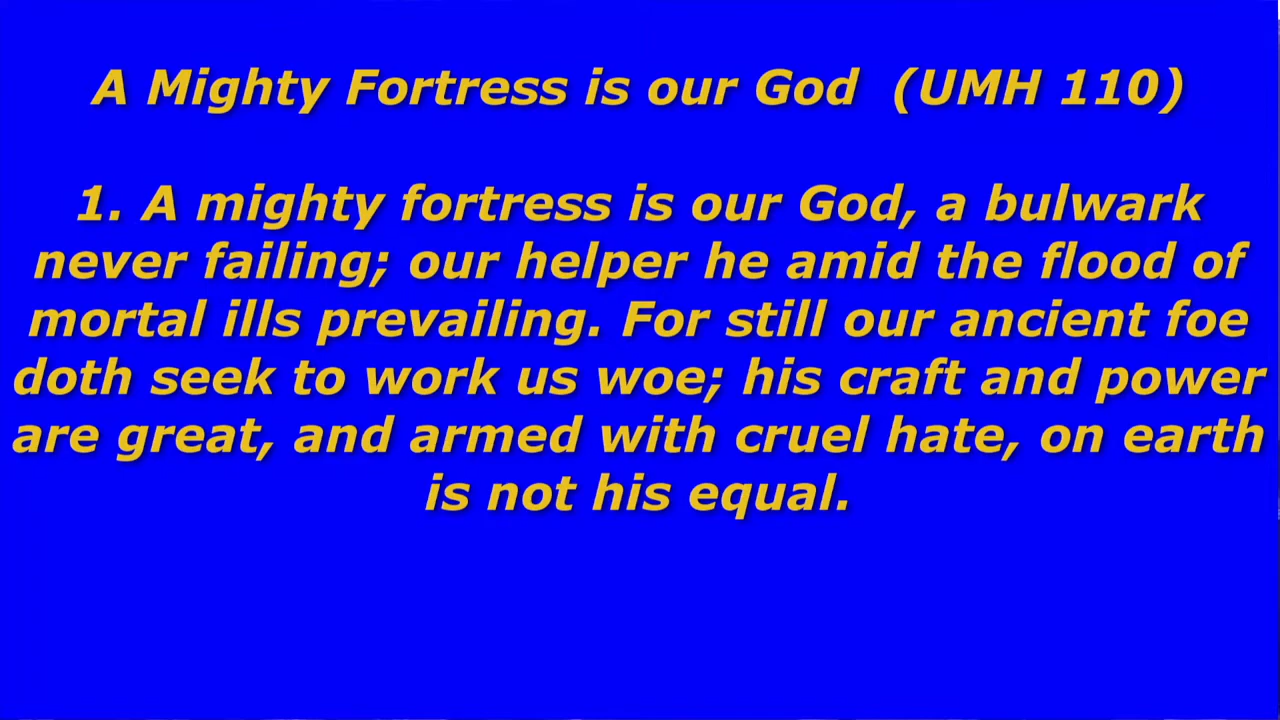 A Mighty Fortress is our God (UMH 110)
1. A mighty fortress is our God, a bulwark
never failing; our helper he amid the flood of
mortal ills prevailing. For still our ancient foe
doth seek to work us woe; his craft and power
are great, and armed with cruel hate, on earth
is not his equal.